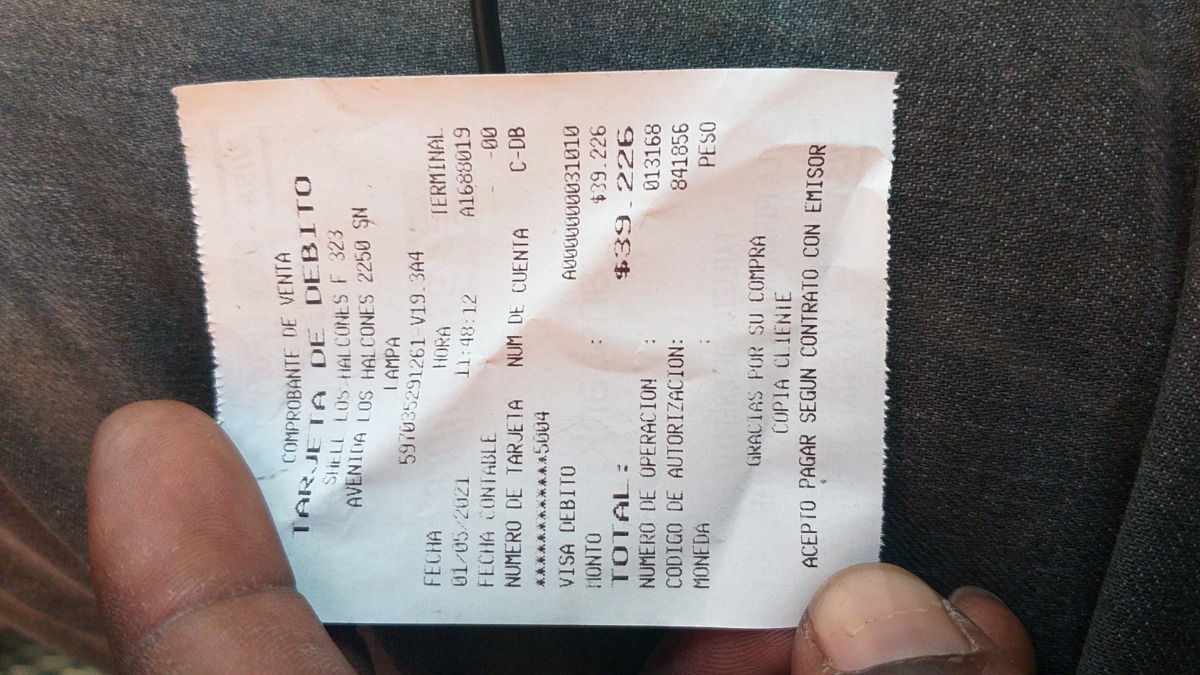 COMPROBANTE DE VENTA
TARJETA DE DEBITO
SHELL LOS HALCONES F 323
AVENIDA LOS HALCONES 2250 SN
LAMPA
597035291261-V19.3A4
FECHA HORA TERMINAL
01/05/2021 11:48:12 A1688019
FECHA CONTABLE - -00
NUMERO DE TARJETA NUM DE CUENTA C-DB
************5004
VISA DEBITO A0000000031010
MONTO : $39.226
TOTAL: $39.226
NUMERO DE OPERACION : 013168
CODIGO DE AUTORIZACION: 841856
MONEDA : PESO
GRACIAS POR SU COMPRA
COPIA CLIENTE
ACEPTO PAGAR SEGUN CONTRATO CON EMISOR